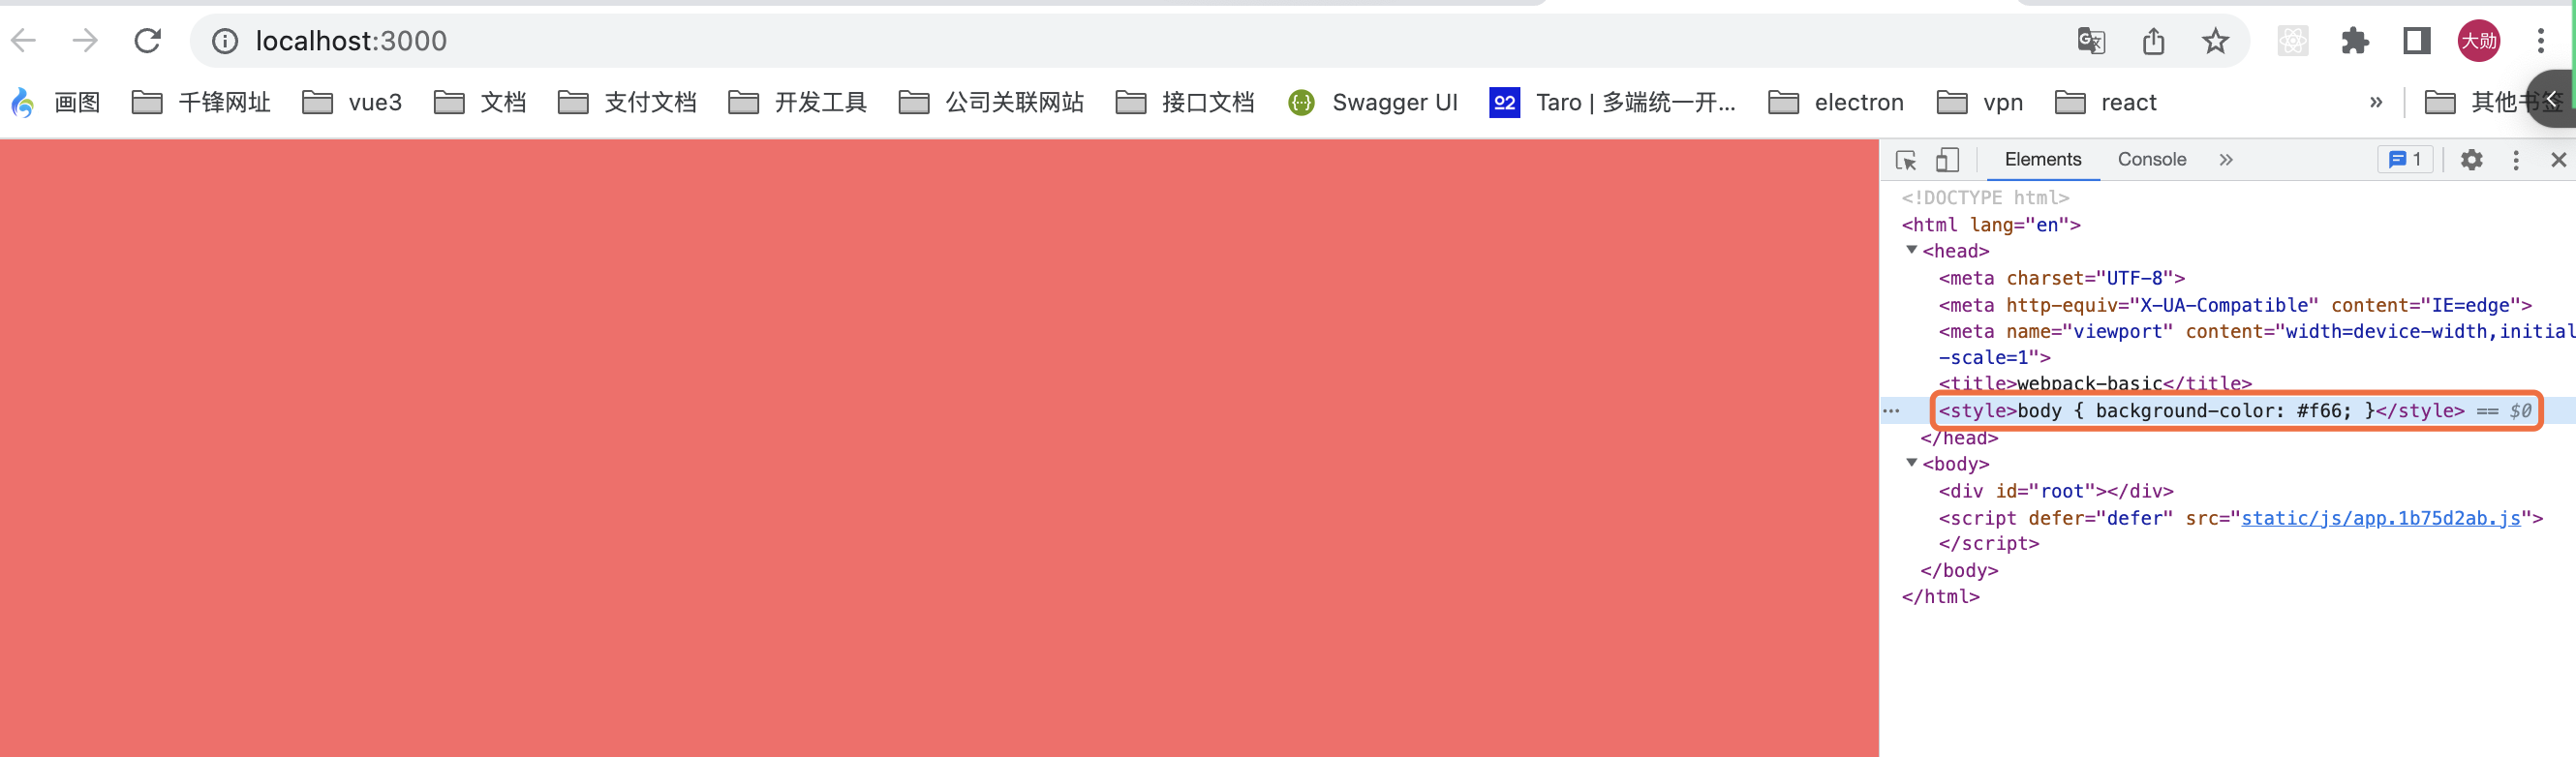 localhost:3000
大勋
画图 千锋网址 vue3 文档 支付文档 开发工具 公司关联网站 接口文档 Swagger UI Taro | 多端统一开... electron vpn react » 其他书签
Elements Console » 1
<!DOCTYPE html>
<html lang="en">
<head>
<meta charset="UTF-8">
<meta http-equiv="X-UA-Compatible" content="IE=edge">
<meta name="viewport" content="width=device-width,initial
-scale=1">
<title>webpack-basic</title>
<style>body { background-color: #f66; }</style> == $0
</head>
<body>
<div id="root"></div>
<script defer="defer" src="static/js/app.1b75d2ab.js">
</script>
</body>
</html>